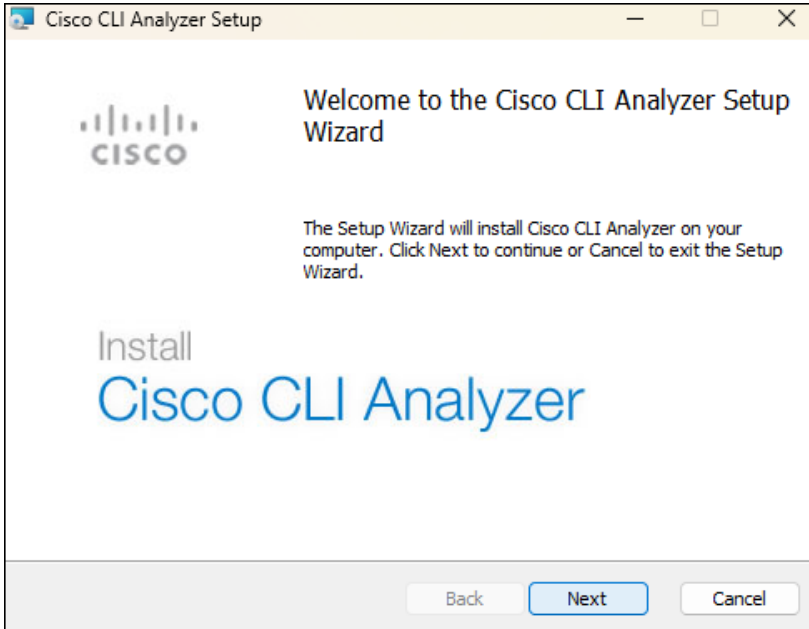 Cisco CLI Analyzer Setup
CISCO
Welcome to the Cisco CLI Analyzer Setup
Wizard
The Setup Wizard will install Cisco CLI Analyzer on your
computer. Click Next to continue or Cancel to exit the Setup
Wizard.
Install
Cisco CLI Analyzer
Back
Next
Cancel